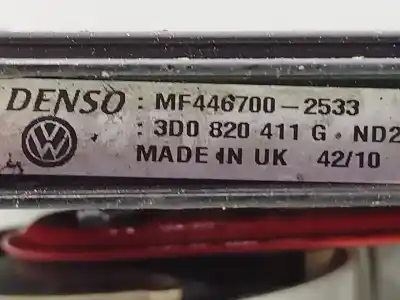 DENSO : MF446700-2533
: 3D0 820 411 G · ND2
MADE IN UK 42/10